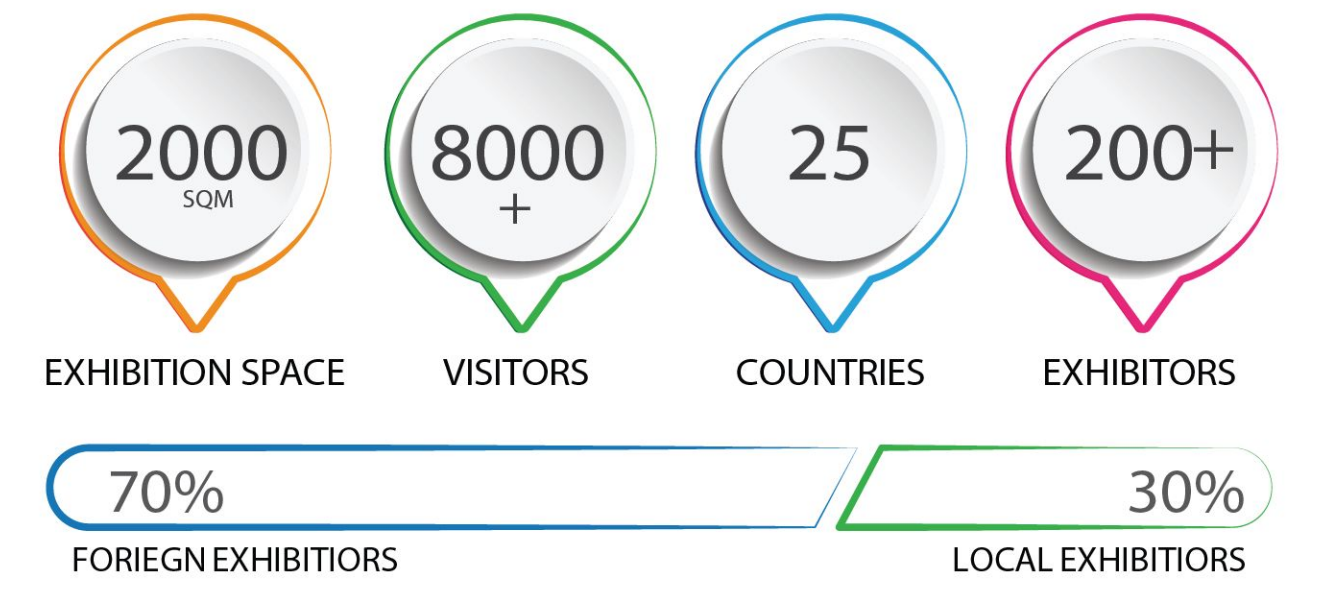 2000
SQM
8000
+
25
200+
EXHIBITION SPACE
VISITORS
COUNTRIES
EXHIBITORS
70%
30%
FORIEGN EXHIBITIORS
LOCAL EXHIBITIORS